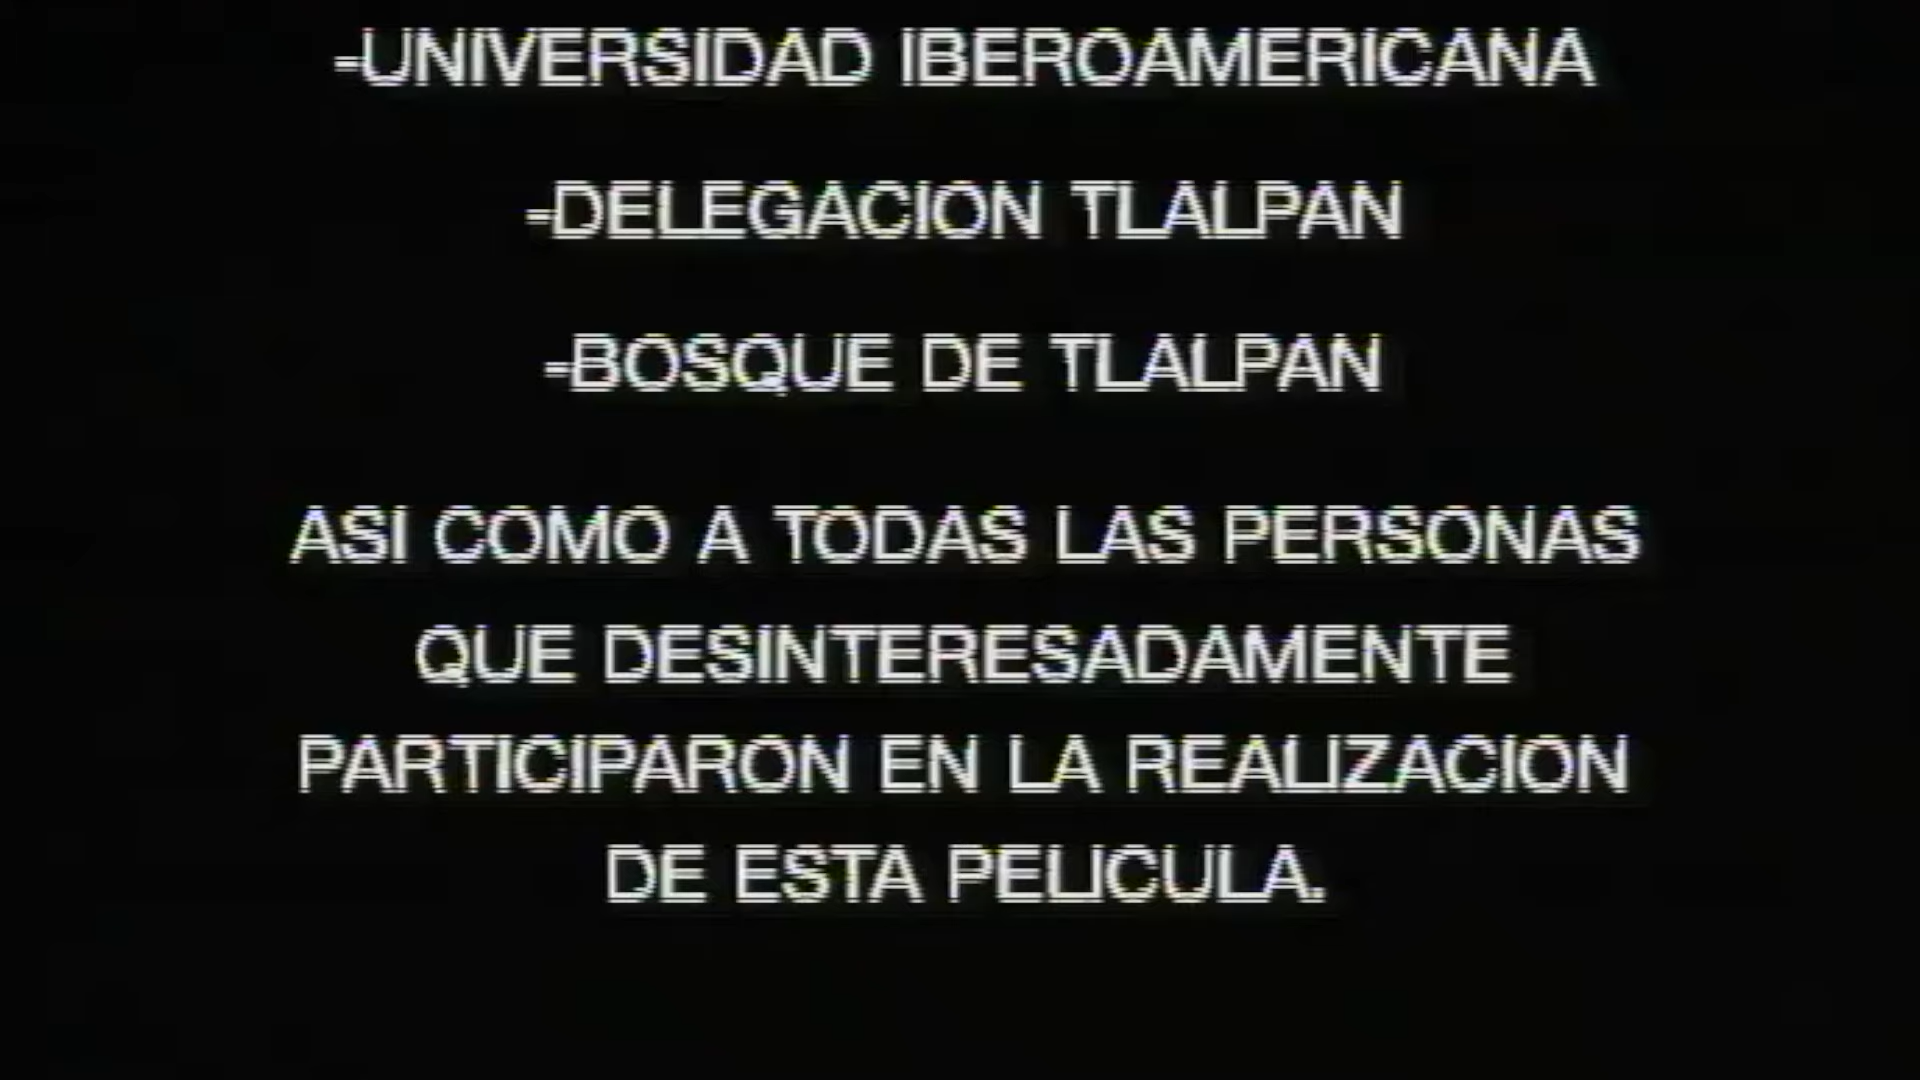 -UNIVERSIDAD IBEROAMERICANA
-DELEGACION TLALPAN
-BOSQUE DE TLALPAN
ASI COMO A TODAS LAS PERSONAS
QUE DESINTERESADAMENTE
PARTICIPARON EN LA REALIZACION
DE ESTA PELICULA.